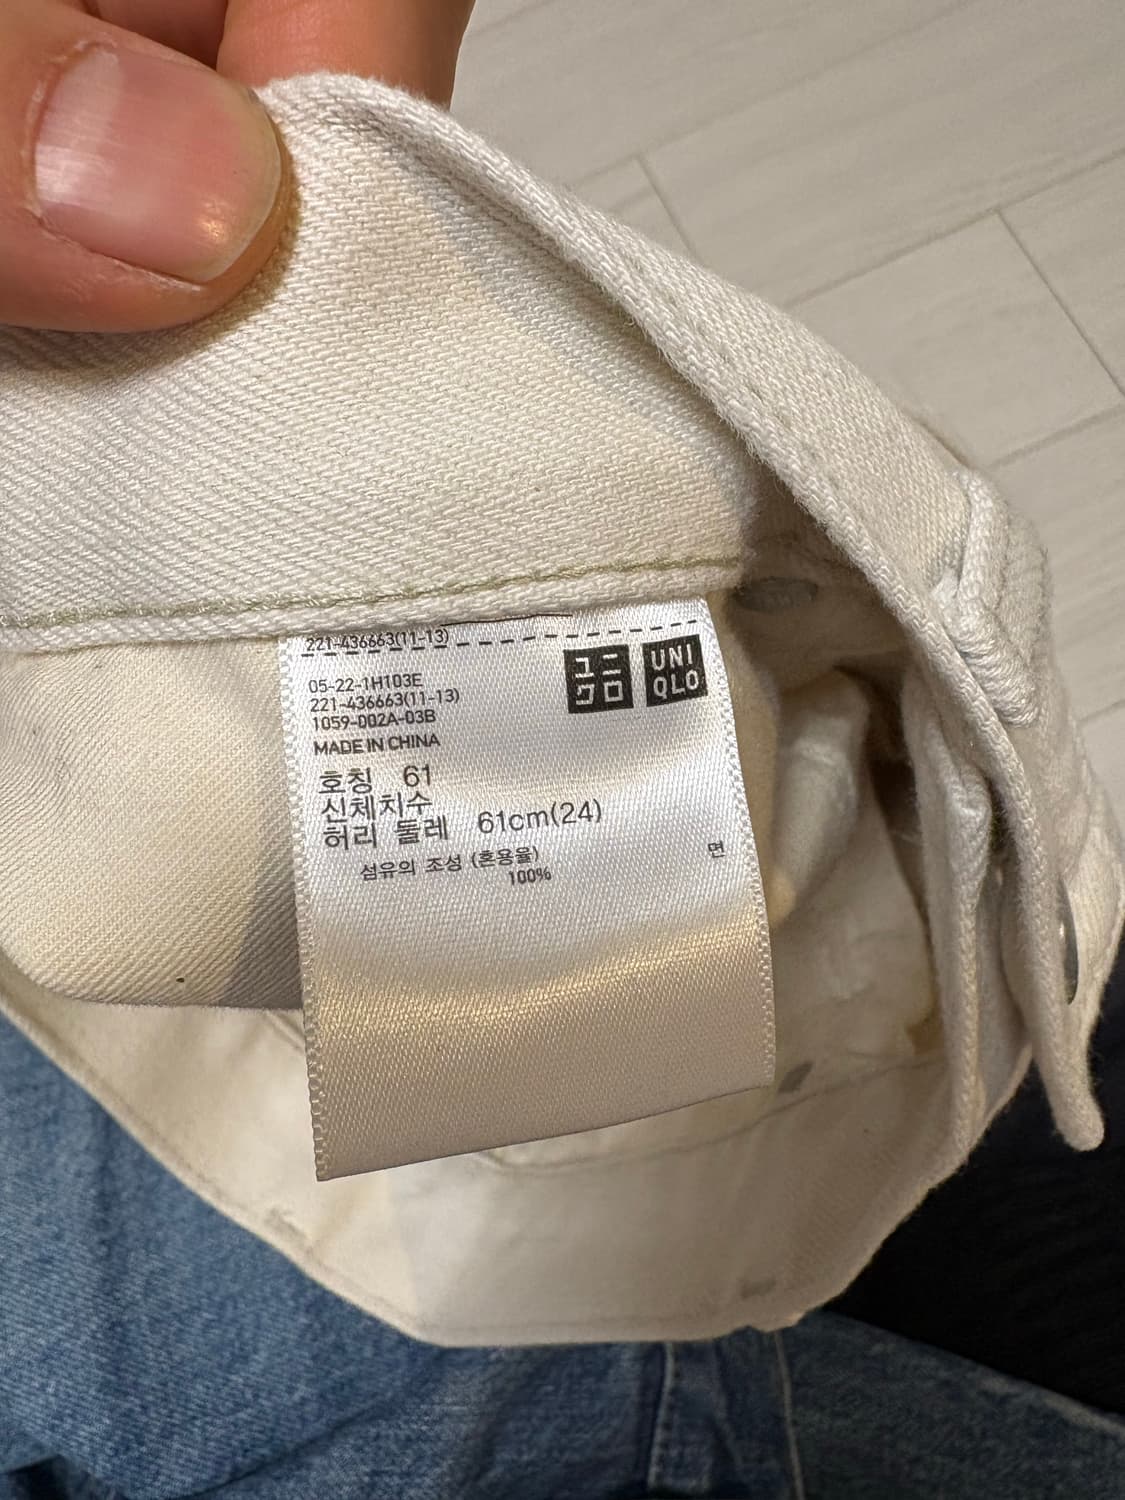 221-436663(11-13)
ユニ
クロ
UNI
QLO
05-22-1H103E
221-436663(11-13)
1059-002A-03B
MADE IN CHINA
호칭 61
신체치수
허리 둘레 61cm(24)
섬유의 조성 (혼용율)
면
100%